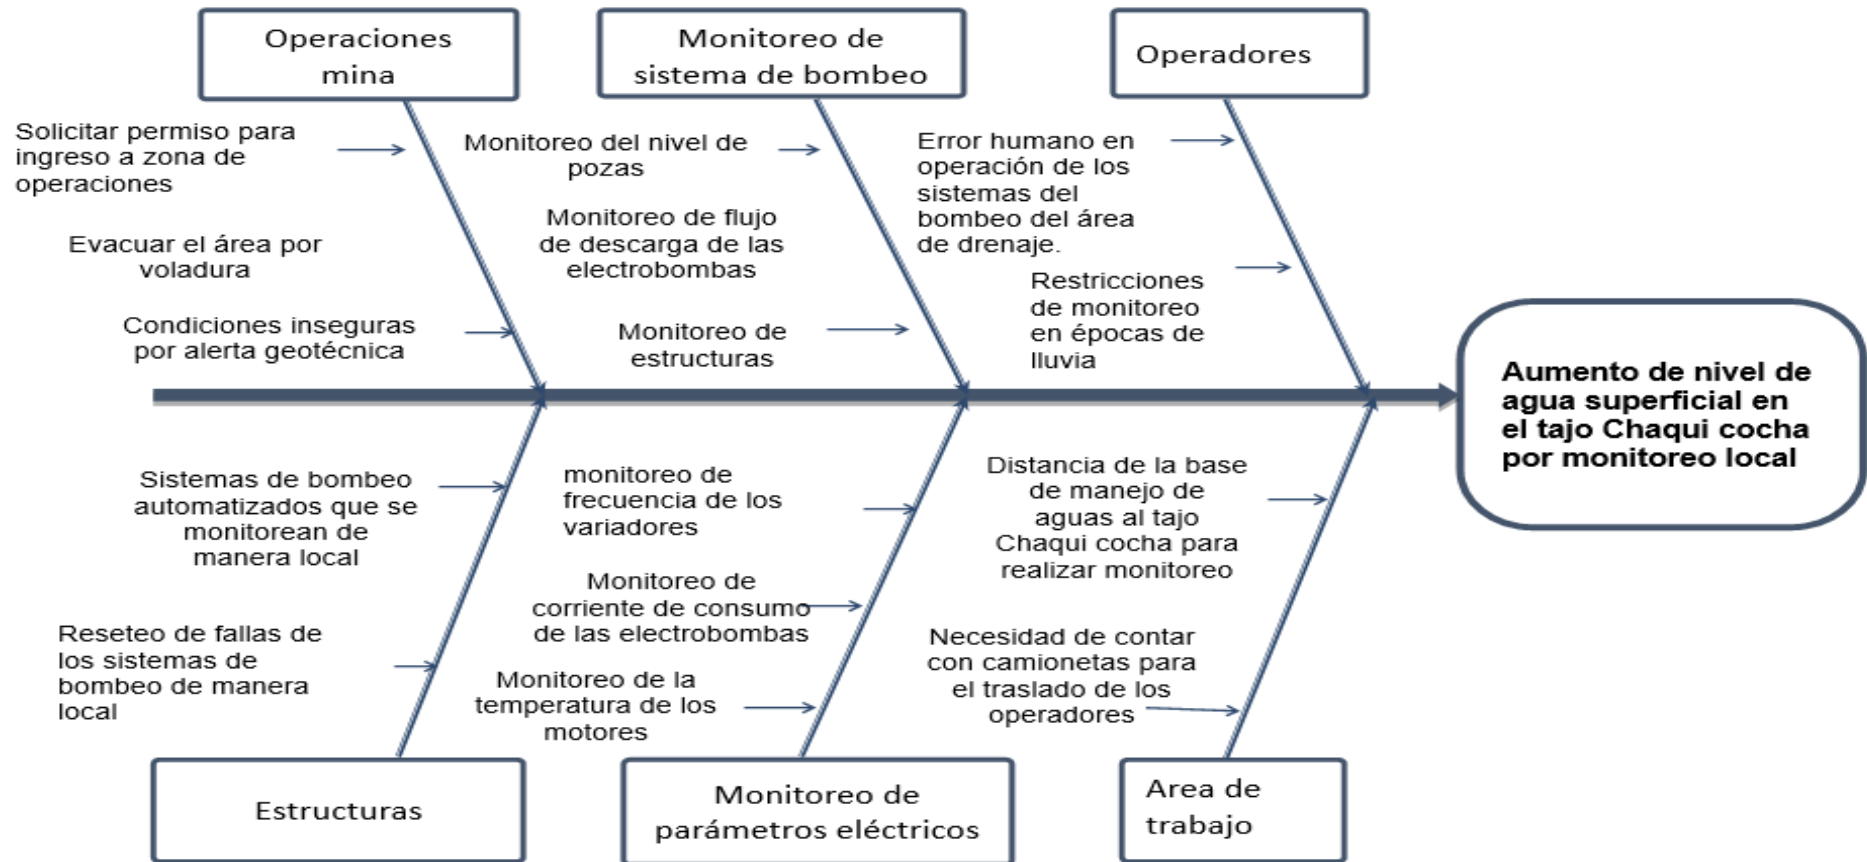 Operaciones
mina
Monitoreo de
sistema de bombeo
Operadores
Solicitar permiso para
ingreso a zona de
operaciones
Evacuar el área por
voladura
Condiciones inseguras
por alerta geotécnica
Monitoreo del nivel de
pozas
Monitoreo de flujo
de descarga de las
electrobombas
Monitoreo de
estructuras
Error humano en
operación de los
sistemas del
bombeo del área
de drenaje.
Restricciones
de monitoreo
en épocas de
lluvia
Aumento de nivel de
agua superficial en
el tajo Chaqui cocha
por monitoreo local
Sistemas de bombeo
automatizados que se
monitorean de
manera local
Reseteo de fallas de
los sistemas de
bombeo de manera
local
monitoreo de
frecuencia de los
variadores
Monitoreo de
corriente de consumo
de las electrobombas
Monitoreo de la
temperatura de los
motores
Distancia de la base
de manejo de
aguas al tajo
Chaqui cocha para
realizar monitoreo
Necesidad de contar
con camionetas para
el traslado de los
operadores
Estructuras
Monitoreo de
parámetros eléctricos
Area de
trabajo